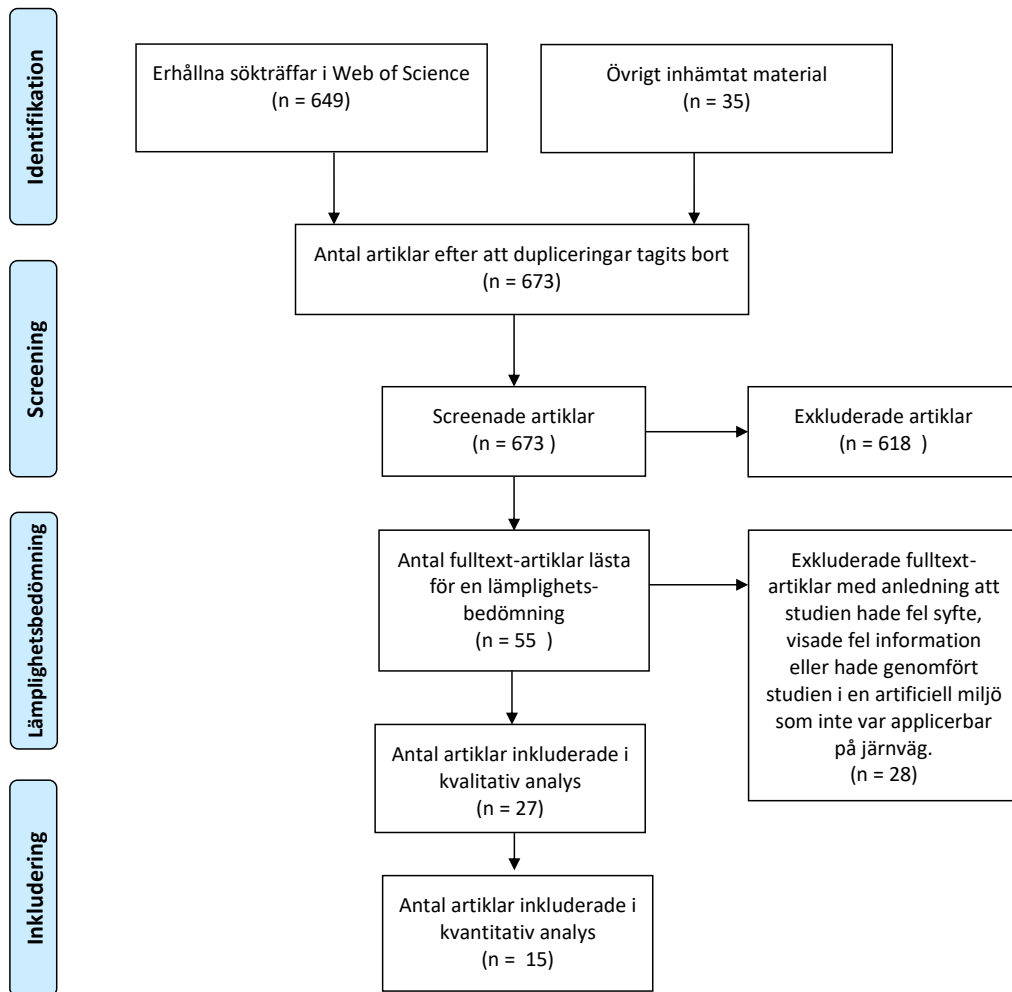 Identifikation
Erhållna sökträffar i Web of Science
(n = 649)
Övrigt inhämtat material
(n = 35)
Antal artiklar efter att dupliceringar tagits bort
(n = 673)
Screening
Screenade artiklar
(n = 673 )
Exkluderade artiklar
(n = 618 )
Lämplighetsbedömning
Antal fulltext-artiklar lästa
för en lämplighets-
bedömning
(n = 55 )
Exkluderade fulltext-
artiklar med anledning att
studien hade fel syfte,
visade fel information
eller hade genomfört
studien i en artificiell miljö
som inte var applicerbar
på järnväg.
(n = 28)
Antal artiklar inkluderade i
kvalitativ analys
(n = 27)
Inkludering
Antal artiklar inkluderade i
kvantitativ analys
(n = 15)